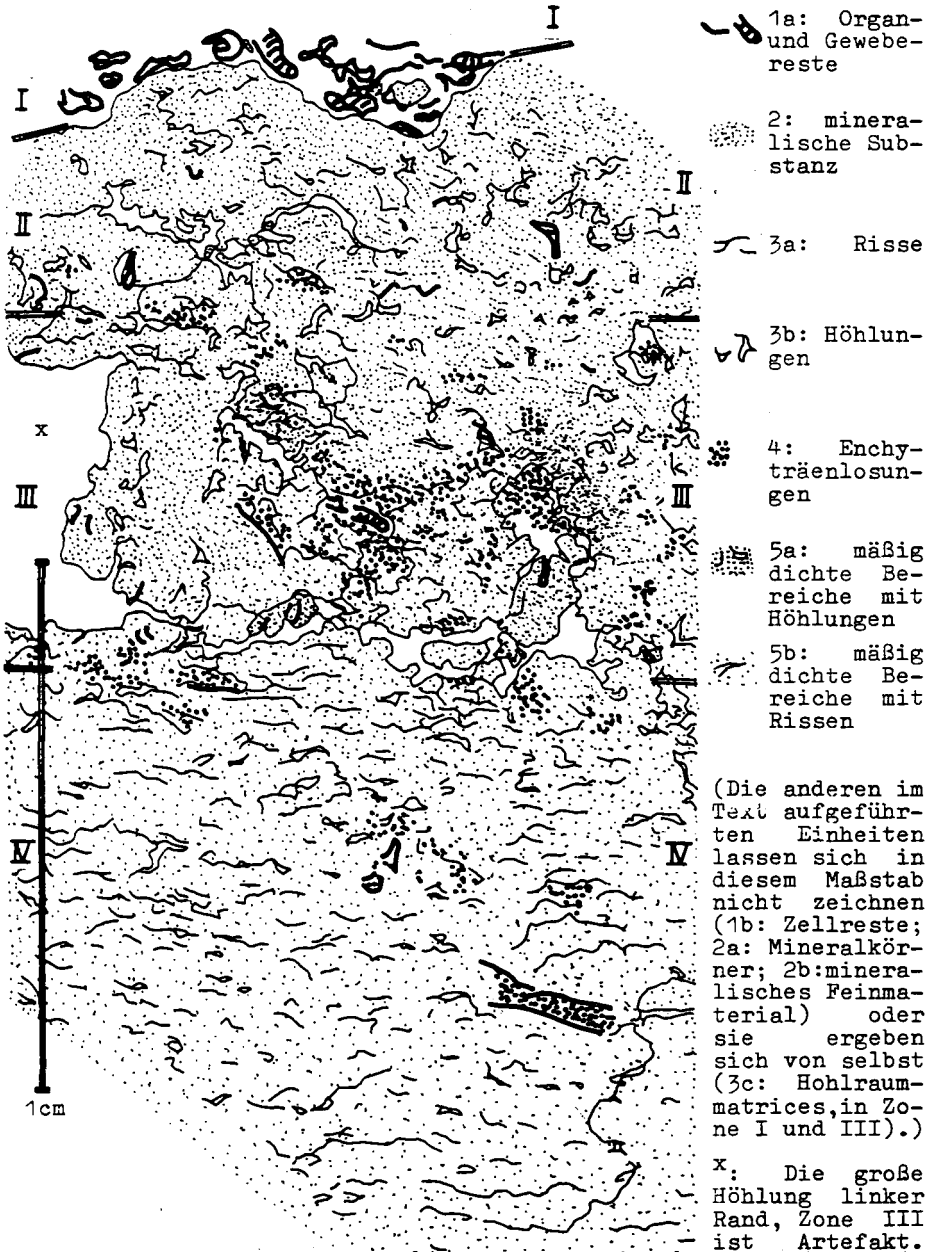 I
I
II
II
x
III
III
IV
IV
1cm
1a: Organ-
und Gewebe-
reste
2: minera-
lische Sub-
stanz
3a: Risse
3b: Höhlun-
gen
4: Enchy-
träenlosun-
gen
5a: mäßig
dichte Be-
reiche mit
Höhlungen
5b: mäßig
dichte Be-
reiche mit
Rissen
(Die anderen im
Text aufgeführ-
ten Einheiten
lassen sich in
diesem Maßstab
nicht zeichnen
(1b: Zellreste;
2a: Mineralkör-
ner; 2b:minera-
lisches Feinma-
terial) oder
sie ergeben
sich von selbst
(3c: Hohlraum-
matrices,in Zo-
ne I und III).)
x: Die große
Höhlung linker
Rand, Zone III
ist Artefakt.